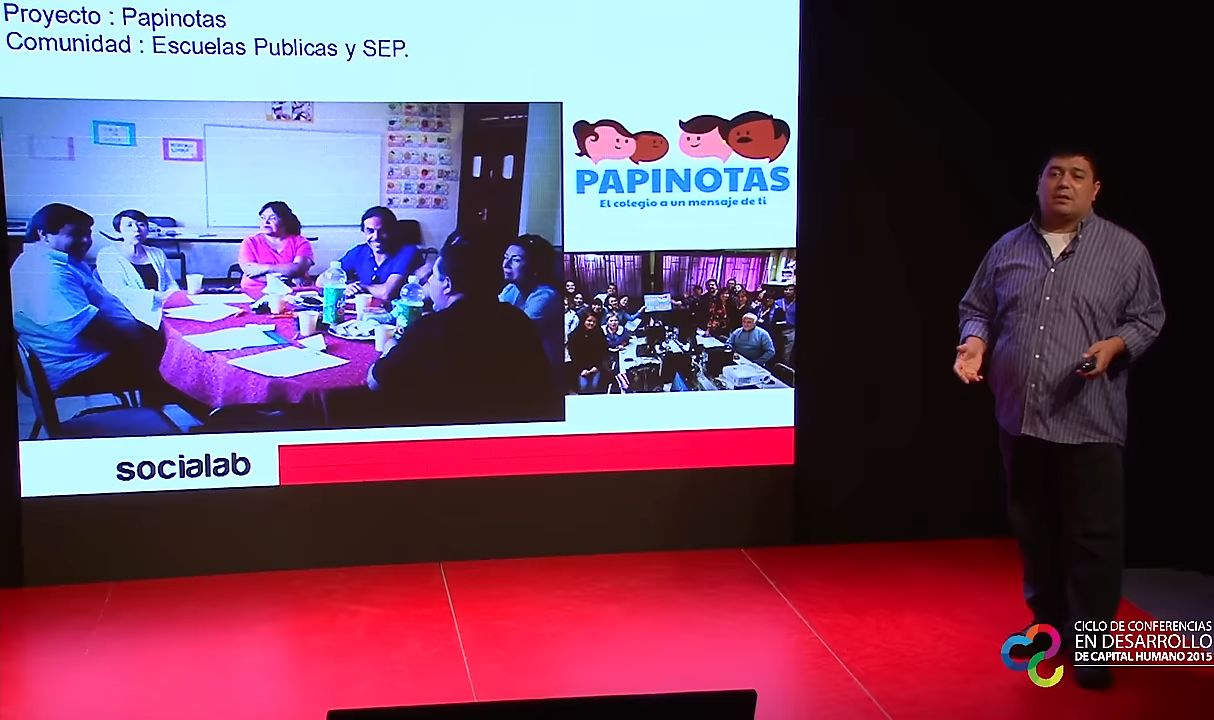 Proyecto : Papinotas
Comunidad : Escuelas Publicas y SEP.
PAPINOTAS
El colegio a un mensaje de ti
socialab
CICLO DE CONFERENCIAS
EN DESARROLLO
DE CAPITAL HUMANO 2015